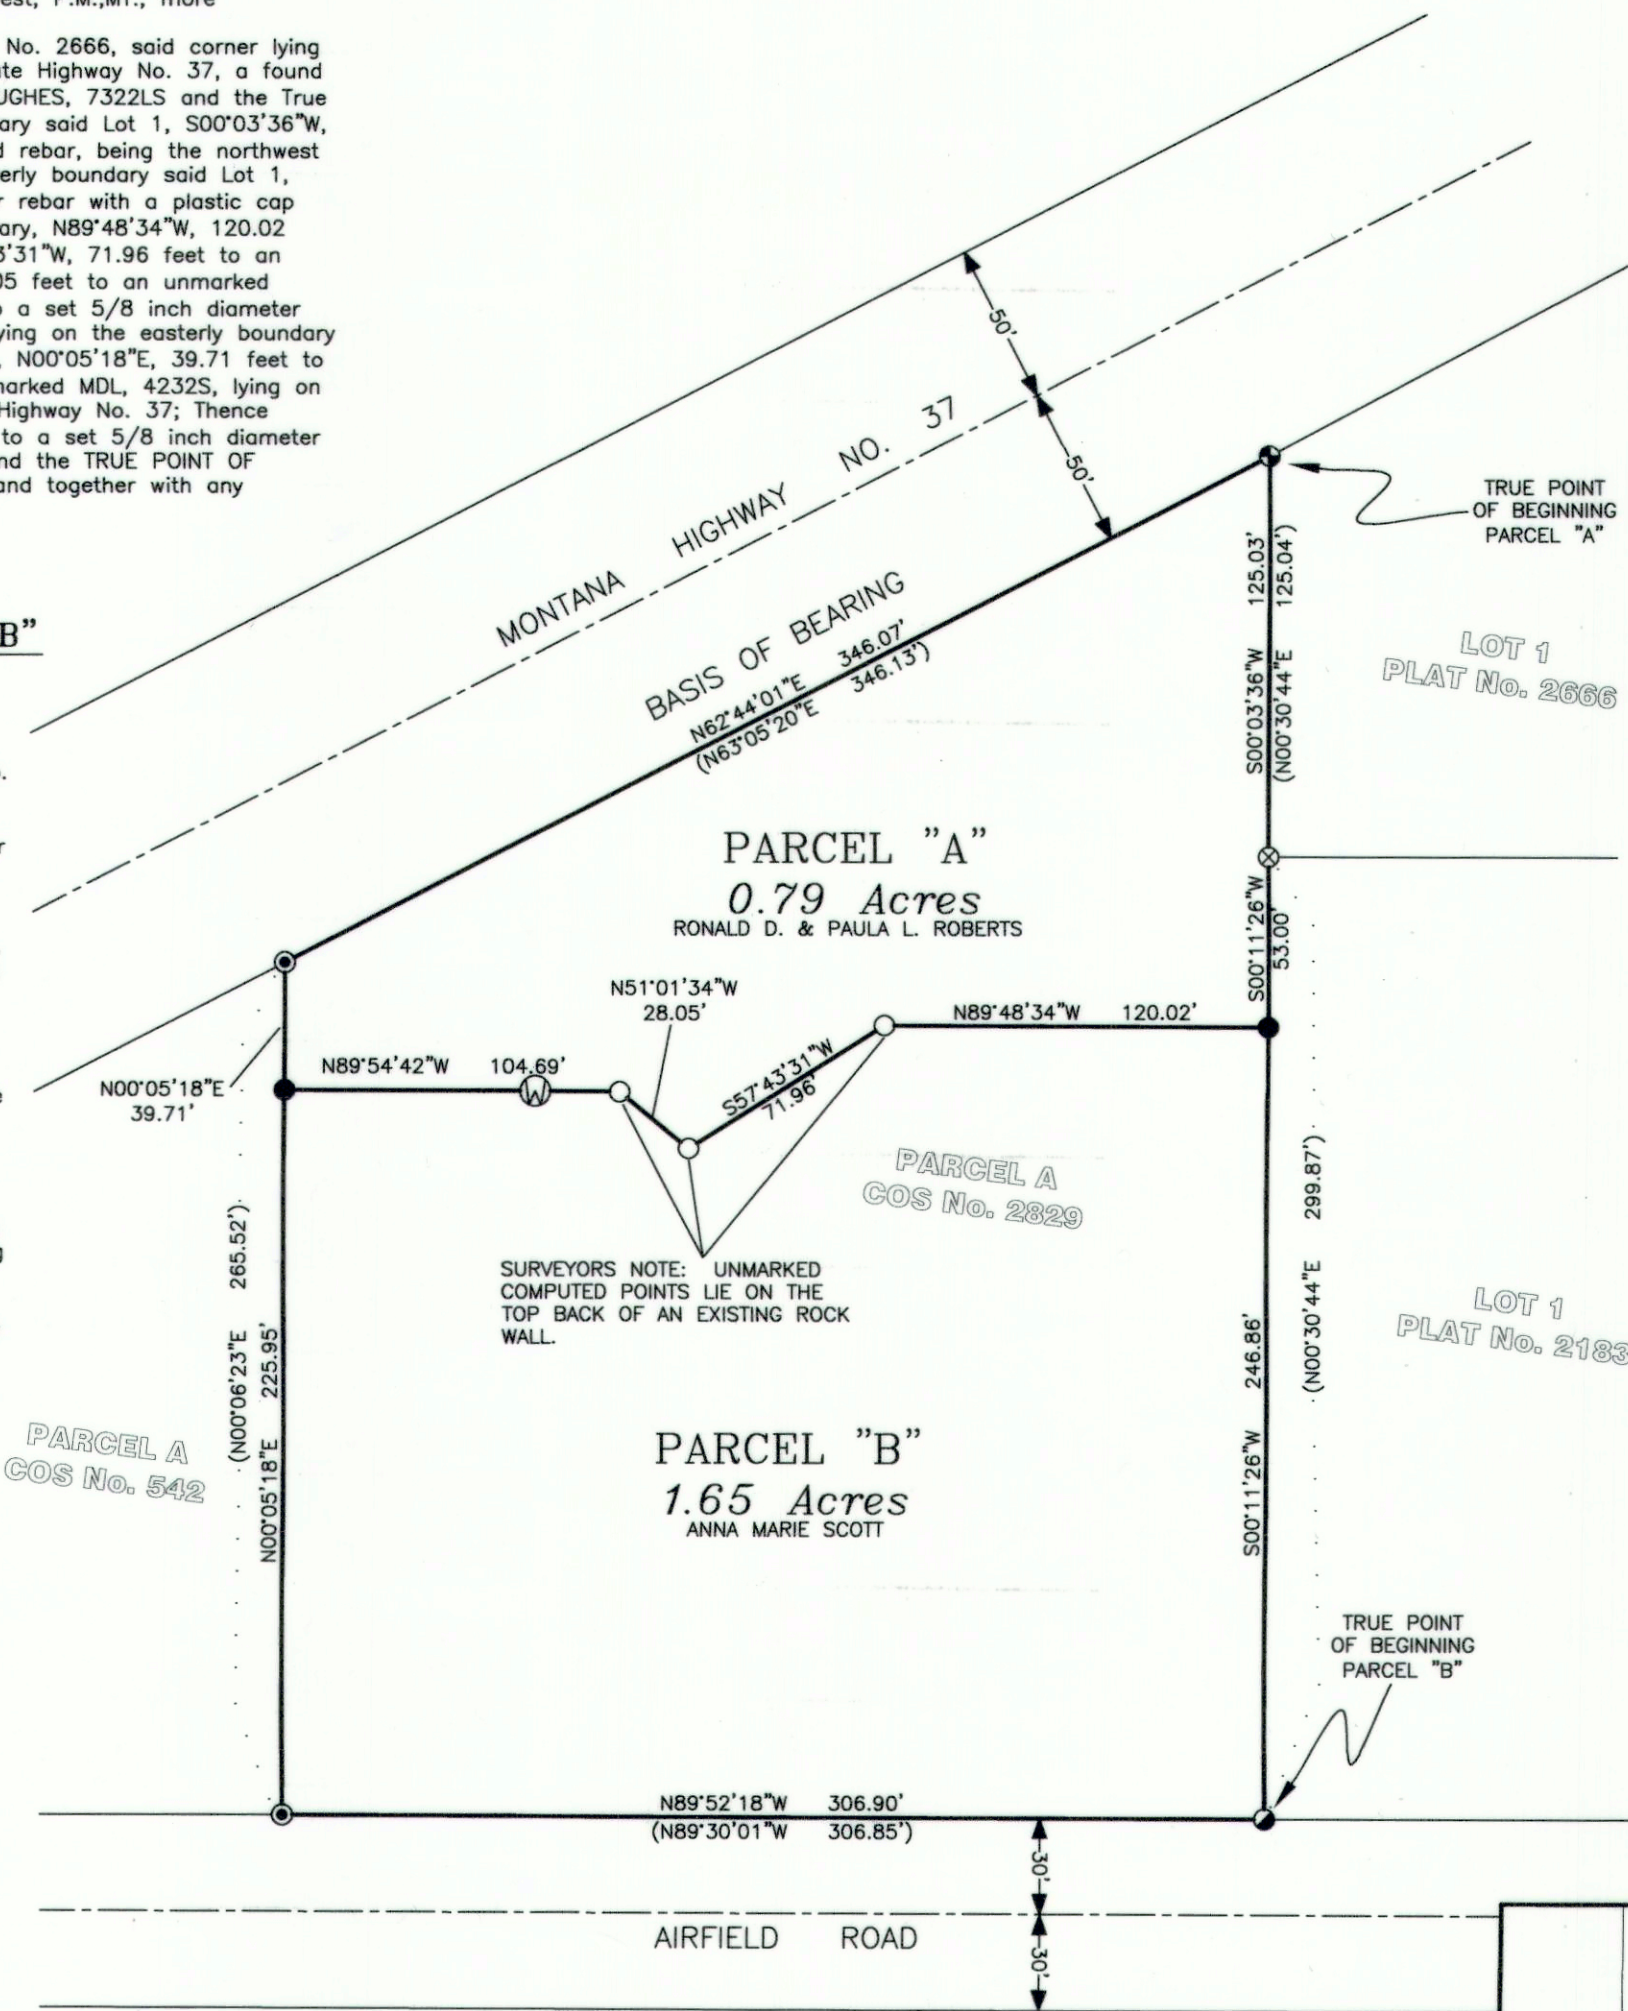 No. 2666, said corner lying
Highway No. 37, a found
7322LS and the True
said Lot 1, S00°03'36"W,
rebar, being the northwest
boundary said Lot 1,
rebar with a plastic cap
N89°48'34"W, 120.02
71.96 feet to an
feet to an unmarked
a set 5/8 inch diameter
on the easterly boundary
N00°05'18"E, 39.71 feet to
MDL, 4232S, lying on
Highway No. 37; Thence
to a set 5/8 inch diameter
the TRUE POINT OF
and together with any
B"
50'
50'
MONTANA HIGHWAY NO. 37
BASIS OF BEARING
N62°44'01"E 346.07'
(N63°05'20"E 346.13')
TRUE POINT
OF BEGINNING
PARCEL "A"
S00°03'36"W 125.03'
(N00°30'44"E 125.04')
LOT 1
PLAT No. 2666
PARCEL "A"
0.79 Acres
RONALD D. & PAULA L. ROBERTS
S00°11'26"W
53.00'
N51°01'34"W
28.05'
N89°48'34"W 120.02'
N89°54'42"W 104.69'
W
S57°43'31"W
71.96'
N00°05'18"E
39.71'
PARCEL A
COS No. 2829
SURVEYORS NOTE: UNMARKED
COMPUTED POINTS LIE ON THE
TOP BACK OF AN EXISTING ROCK
WALL.
(N00°06'23"E 265.52')
N00°05'18"E 225.95'
S00°11'26"W 246.86'
(N00°30'44"E 299.87')
LOT 1
PLAT No. 2183
PARCEL A
COS No. 542
PARCEL "B"
1.65 Acres
ANNA MARIE SCOTT
TRUE POINT
OF BEGINNING
PARCEL "B"
N89°52'18"W 306.90'
(N89°30'01"W 306.85')
30'
AIRFIELD ROAD
30'